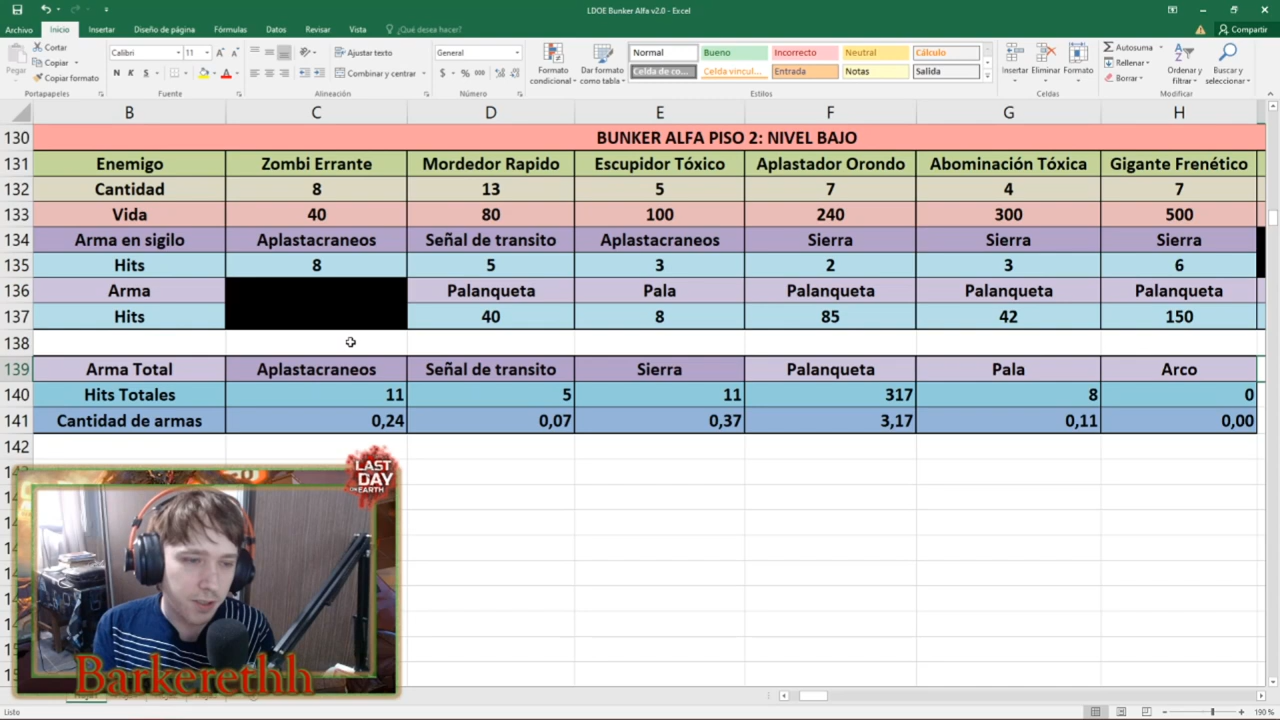 LDOE Bunker Alfa v2.0 - Excel
Archivo Inicio Insertar Diseño de página Fórmulas Datos Revisar Vista ¿Qué desea hacer? Compartir
Pegar
Cortar
Copiar
Copiar formato
Portapapeles
Calibri 11
N K S
Fuente
Ajustar texto
Combinar y centrar
Alineación
General
$ % 000
Número
Formato condicional
Dar formato como tabla
Normal Bueno Incorrecto Neutral Cálculo
Celda de co... Celda vincul... Entrada Notas Salida
Estilos
Insertar Eliminar Formato
Celdas
Autosuma
Rellenar
Borrar
Ordenar y filtrar
Buscar y seleccionar
Modificar
B C D E F G H
130 BUNKER ALFA PISO 2: NIVEL BAJO
131 Enemigo Zombi Errante Mordedor Rapido Escupidor Tóxico Aplastador Orondo Abominación Tóxica Gigante Frenético
132 Cantidad 8 13 5 7 4 7
133 Vida 40 80 100 240 300 500
134 Arma en sigilo Aplastacraneos Señal de transito Aplastacraneos Sierra Sierra Sierra
135 Hits 8 5 3 2 3 6
136 Arma Palanqueta Pala Palanqueta Palanqueta Palanqueta
137 Hits 40 8 85 42 150
138
139 Arma Total Aplastacraneos Señal de transito Sierra Palanqueta Pala Arco
140 Hits Totales 11 5 11 317 8 0
141 Cantidad de armas 0,24 0,07 0,37 3,17 0,11 0,00
142
LAST
DAY
ON EARTH
Barkerethh
Listo
190 %